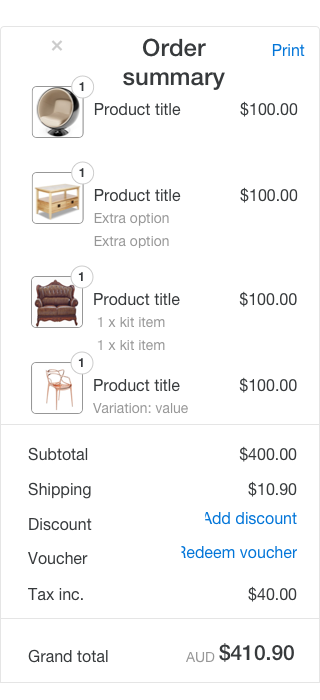 × Order summary Print
1
Product title $100.00
1
Product title $100.00
Extra option
Extra option
1
Product title $100.00
1 x kit item
1 x kit item
1
Product title $100.00
Variation: value
Subtotal $400.00
Shipping $10.90
Discount Add discount
Voucher Redeem voucher
Tax inc. $40.00
Grand total AUD $410.90